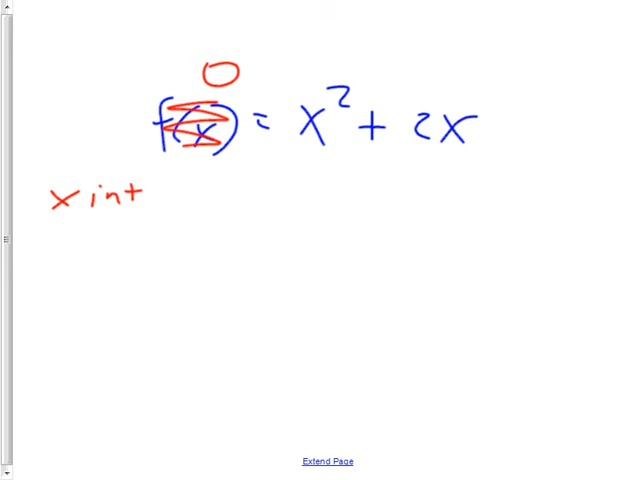 0
f(x) = x² + 2x
x int
Extend Page